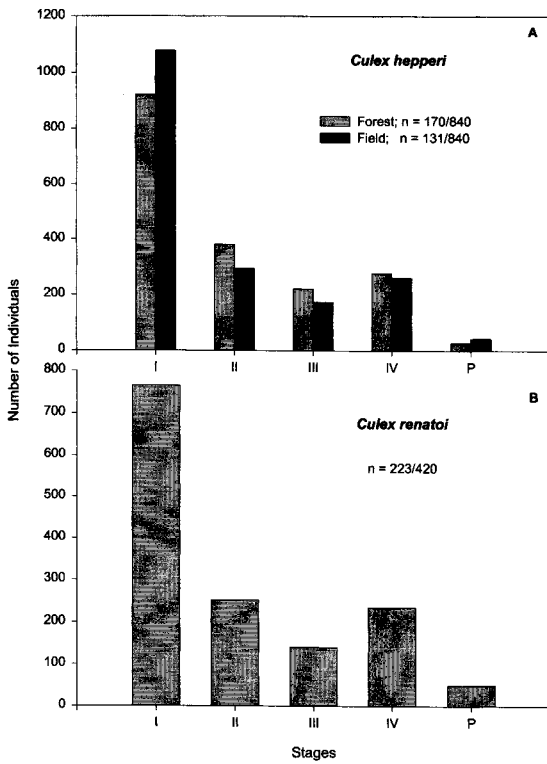 A
Culex hepperi
Forest; n = 170/840
Field; n = 131/840
1200
1000
800
600
400
200
0
I II III IV P
Number of Individuals
B
Culex renatoi
n = 223/420
800
700
600
500
400
300
200
100
0
I II III IV P
Stages